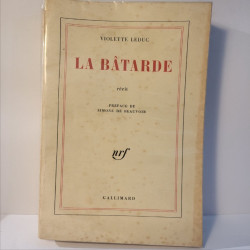 VIOLETTE LEDUC
LA BÂTARDE
récit
PRÉFACE DE
SIMONE DE BEAUVOIR
nrf
GALLIMARD